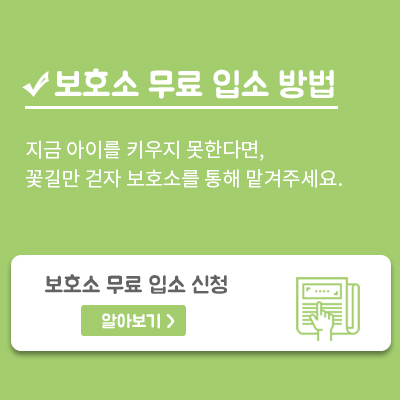 보호소 무료 입소 방법
지금 아이를 키우지 못한다면,
꽃길만 걷자 보호소를 통해 맡겨주세요.
보호소 무료 입소 신청
알아보기 >